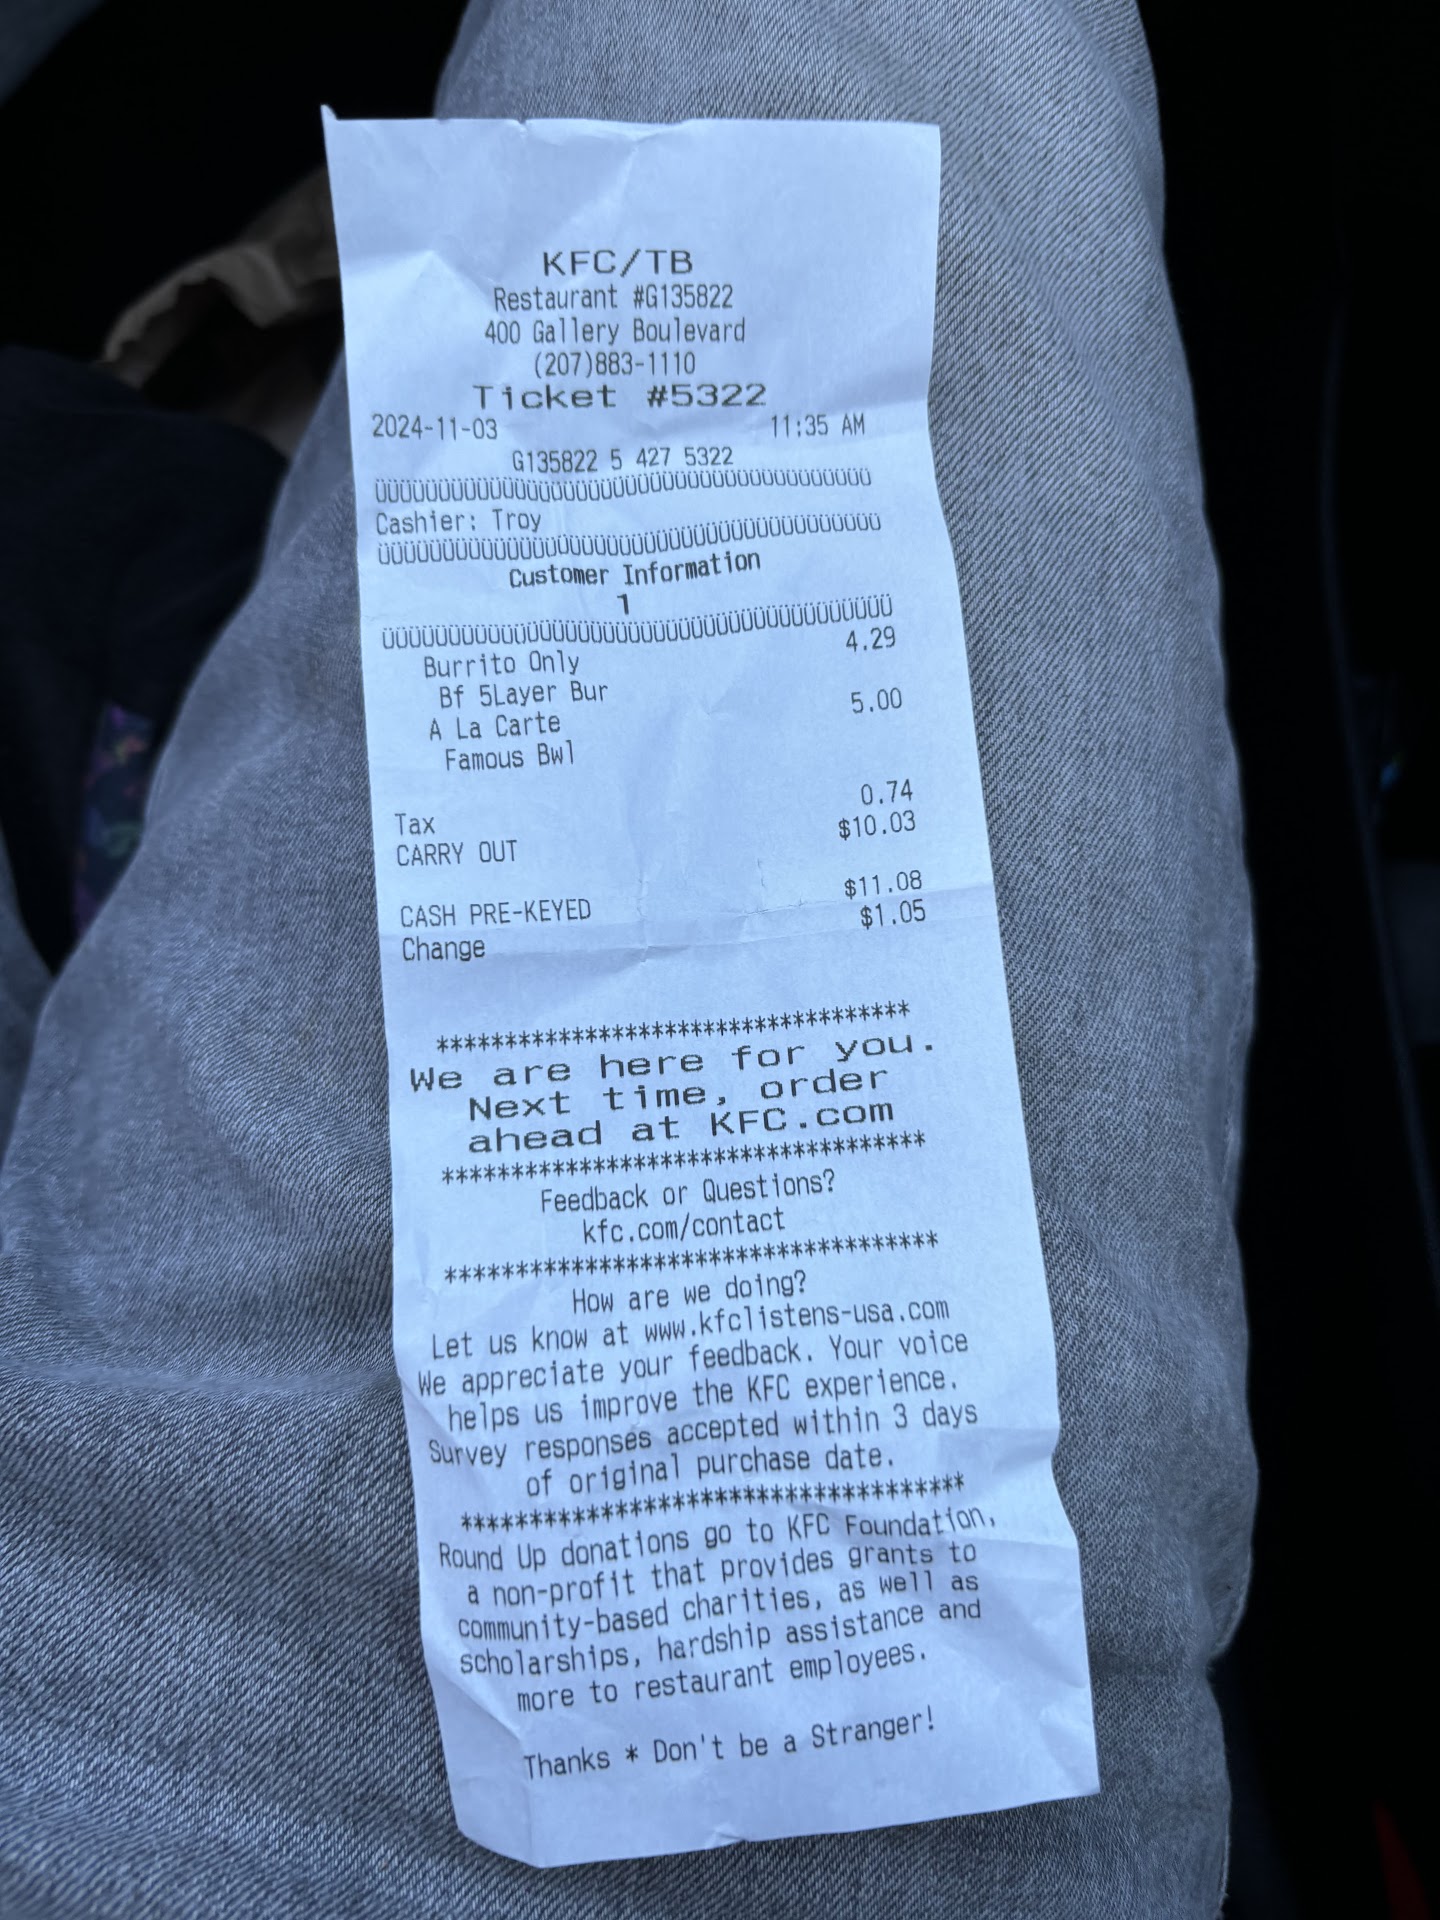 KFC/TB
Restaurant #G135822
400 Gallery Boulevard
(207)883-1110
Ticket #5322
2024-11-03 11:35 AM
G135822 5 427 5322
ÜÜÜÜÜÜÜÜÜÜÜÜÜÜÜÜÜÜÜÜÜÜÜÜÜÜÜÜÜÜÜÜÜÜÜÜÜÜÜ
Cashier: Troy
ÜÜÜÜÜÜÜÜÜÜÜÜÜÜÜÜÜÜÜÜÜÜÜÜÜÜÜÜÜÜÜÜÜÜÜÜÜÜÜ
Customer Information
1
ÜÜÜÜÜÜÜÜÜÜÜÜÜÜÜÜÜÜÜÜÜÜÜÜÜÜÜÜÜÜÜÜÜÜÜÜÜÜÜ
Burrito Only 4.29
Bf 5Layer Bur
A La Carte 5.00
Famous Bwl
Tax 0.74
CARRY OUT $10.03
CASH PRE-KEYED $11.08
Change $1.05
***********************************
We are here for you.
Next time, order
ahead at KFC.com
***********************************
Feedback or Questions?
kfc.com/contact
***********************************
How are we doing?
Let us know at www.kfclistens-usa.com
We appreciate your feedback. Your voice
helps us improve the KFC experience.
Survey responses accepted within 3 days
of original purchase date.
***********************************
Round Up donations go to KFC Foundation,
a non-profit that provides grants to
community-based charities, as well as
scholarships, hardship assistance and
more to restaurant employees.
Thanks * Don't be a Stranger!